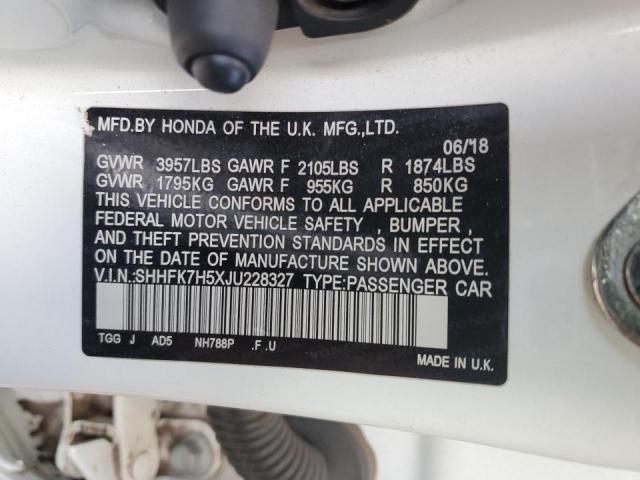 MFD.BY HONDA OF THE U.K. MFG.,LTD.
06/18
GVWR 3957LBS GAWR F 2105LBS R 1874LBS
GVWR 1795KG GAWR F 955KG R 850KG
THIS VEHICLE CONFORMS TO ALL APPLICABLE
FEDERAL MOTOR VEHICLE SAFETY , BUMPER ,
AND THEFT PREVENTION STANDARDS IN EFFECT
ON THE DATE OF MANUFACTURE SHOWN ABOVE.
V.I.N.:SHHFK7H5XJU228327 TYPE:PASSENGER CAR
TGG J AD5 NH788P .F .U
MADE IN U.K.